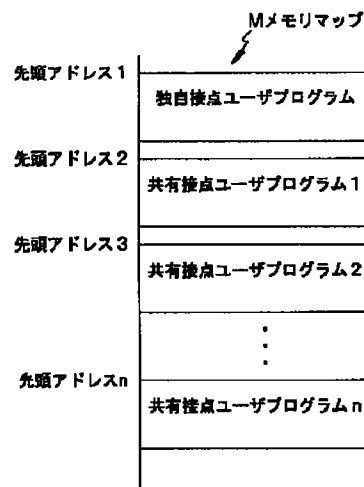 Mメモリマップ
先頭アドレス1
独自接点ユーザプログラム
先頭アドレス2
共有接点ユーザプログラム1
先頭アドレス3
共有接点ユーザプログラム2
先頭アドレスn
共有接点ユーザプログラムn